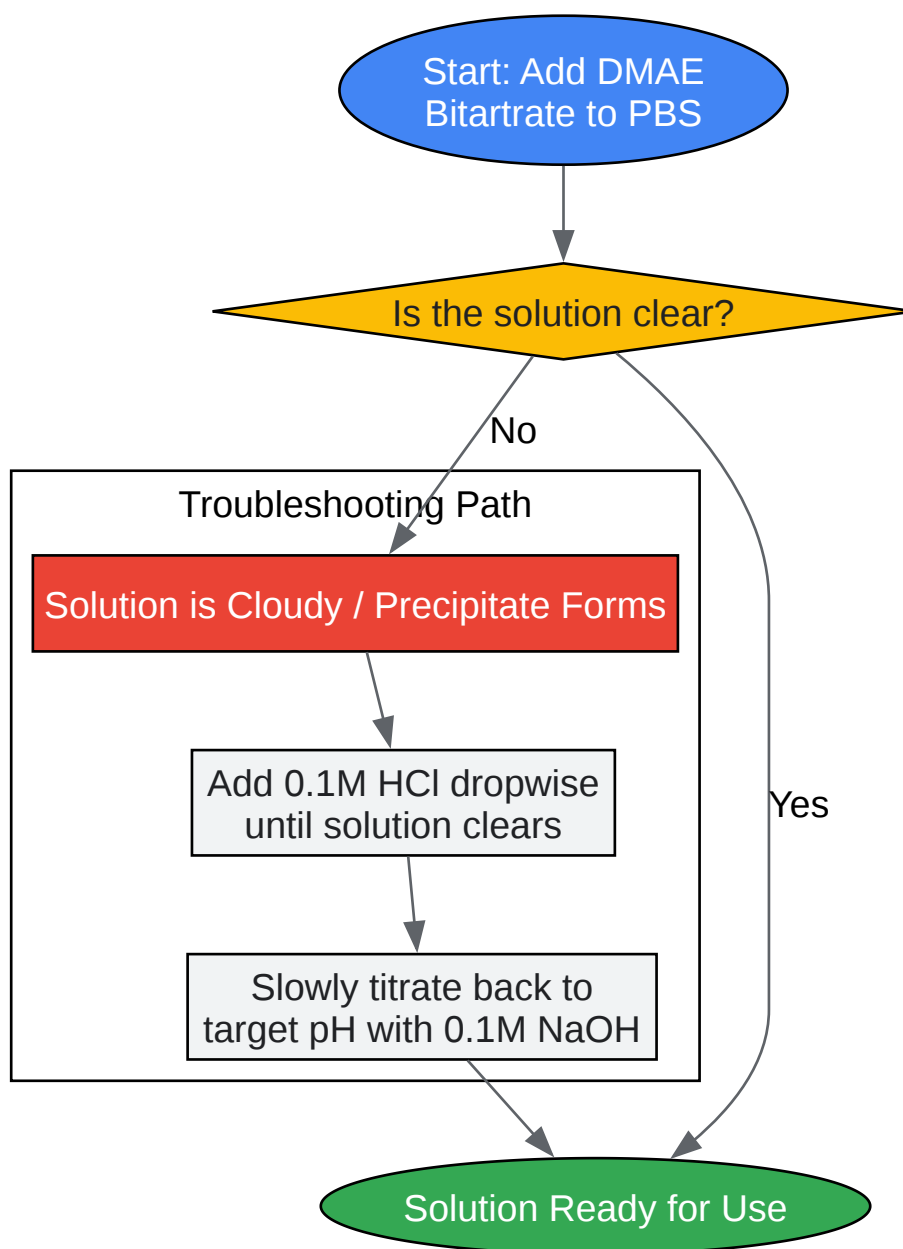 Start: Add DMAE
Bitartrate to PBS
Is the solution clear?
No
Troubleshooting Path
Solution is Cloudy / Precipitate Forms
Add 0.1M HCl dropwise
until solution clears
Yes
Slowly titrate back to
target pH with 0.1M NaOH
Solution Ready for Use